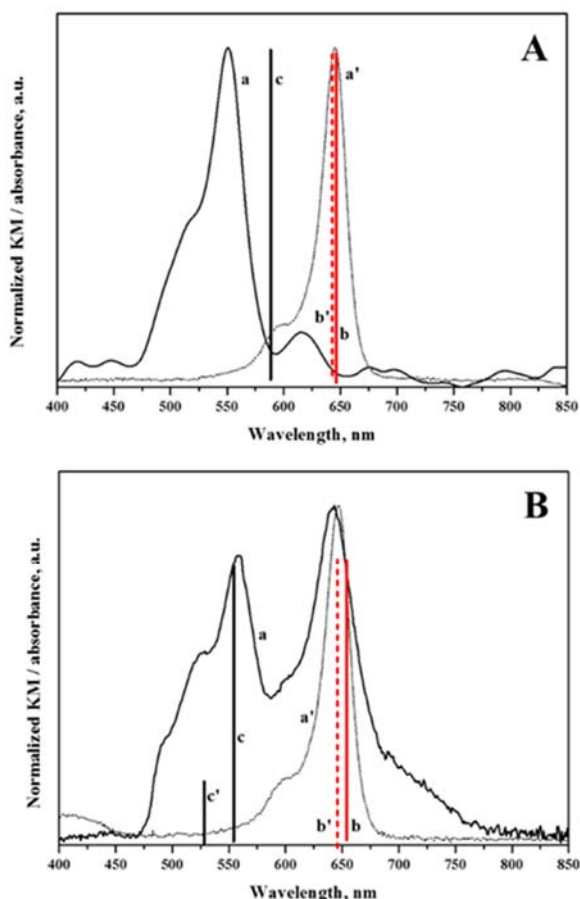 A
a
c
a'
b'
b
Normalized KM / absorbance, a.u.
400 450 500 550 600 650 700 750 800 850
Wavelength, nm
B
a
a'
c
c'
b'
b
Normalized KM / absorbance, a.u.
400 450 500 550 600 650 700 750 800 850
Wavelength, nm